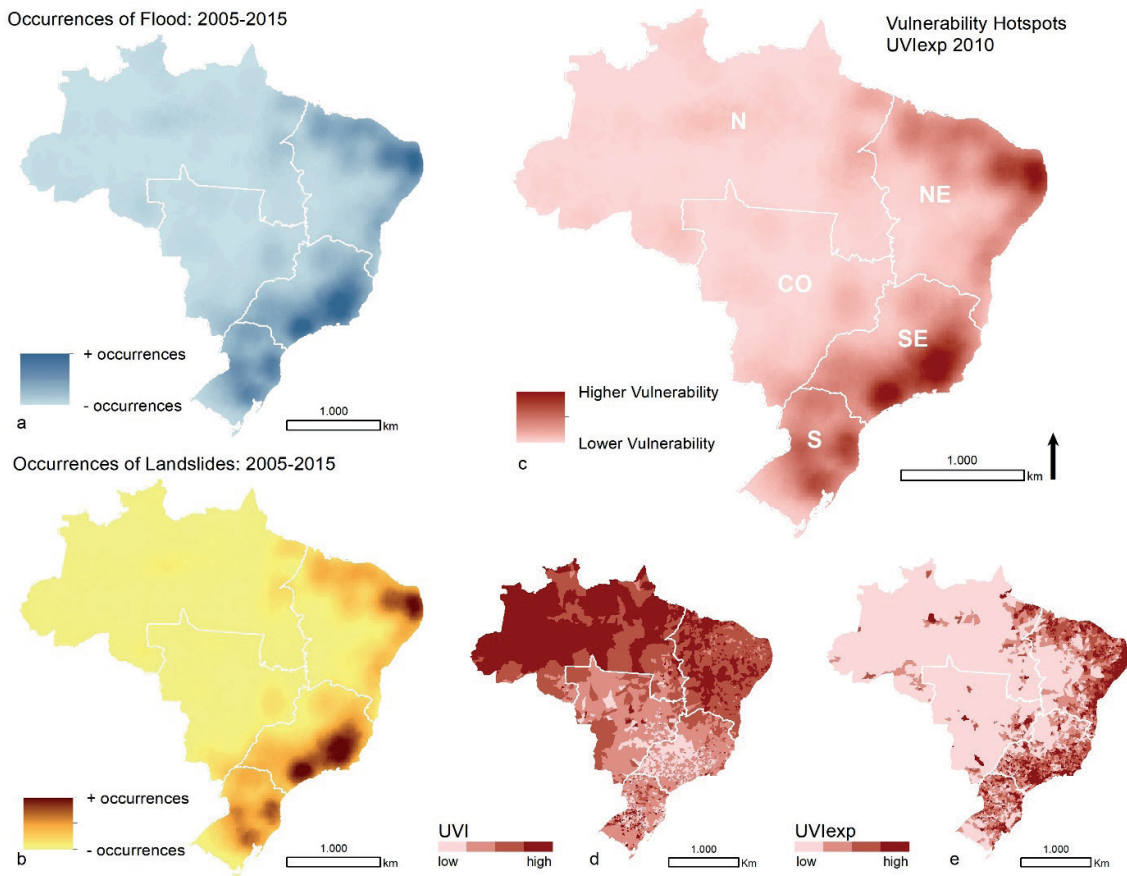 Occurrences of Flood: 2005-2015
+ occurrences
- occurrences
a
1.000
km
Vulnerability Hotspots
UVIexp 2010
N
NE
CO
SE
S
Higher Vulnerability
Lower Vulnerability
c
1.000
Km
Occurrences of Landslides: 2005-2015
+ occurrences
- occurrences
b
1.000
Km
UVI
low
high
d
1.000
Km
UVIexp
low
high
e
1.000
Km